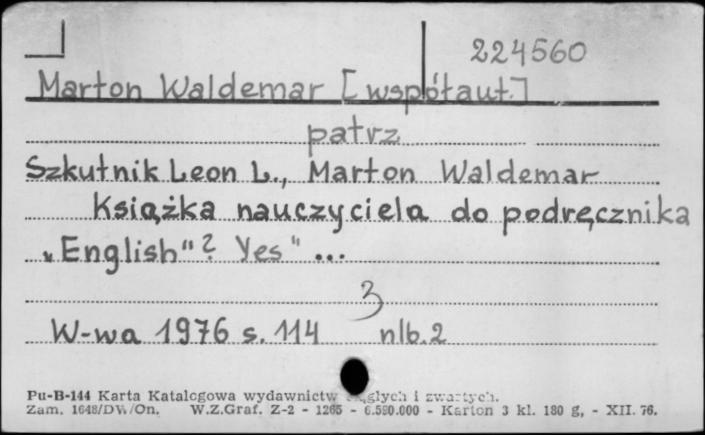 224560
Marton Waldemar [współaut.]
patrz
Szkutnik Leon L., Marton Waldemar
Książka nauczyciela do podręcznika
„English"? Yes" ...
3
W-wa 1976 s. 114 nlb. 2
Pu-B-144 Karta Katalogowa wydawnictw ciągłych i zwartych.
Zam. 1648/DW/On. W.Z.Graf. Z-2 - 1265 - 6.590.000 - Karton 3 kl. 180 g, - XII. 76.